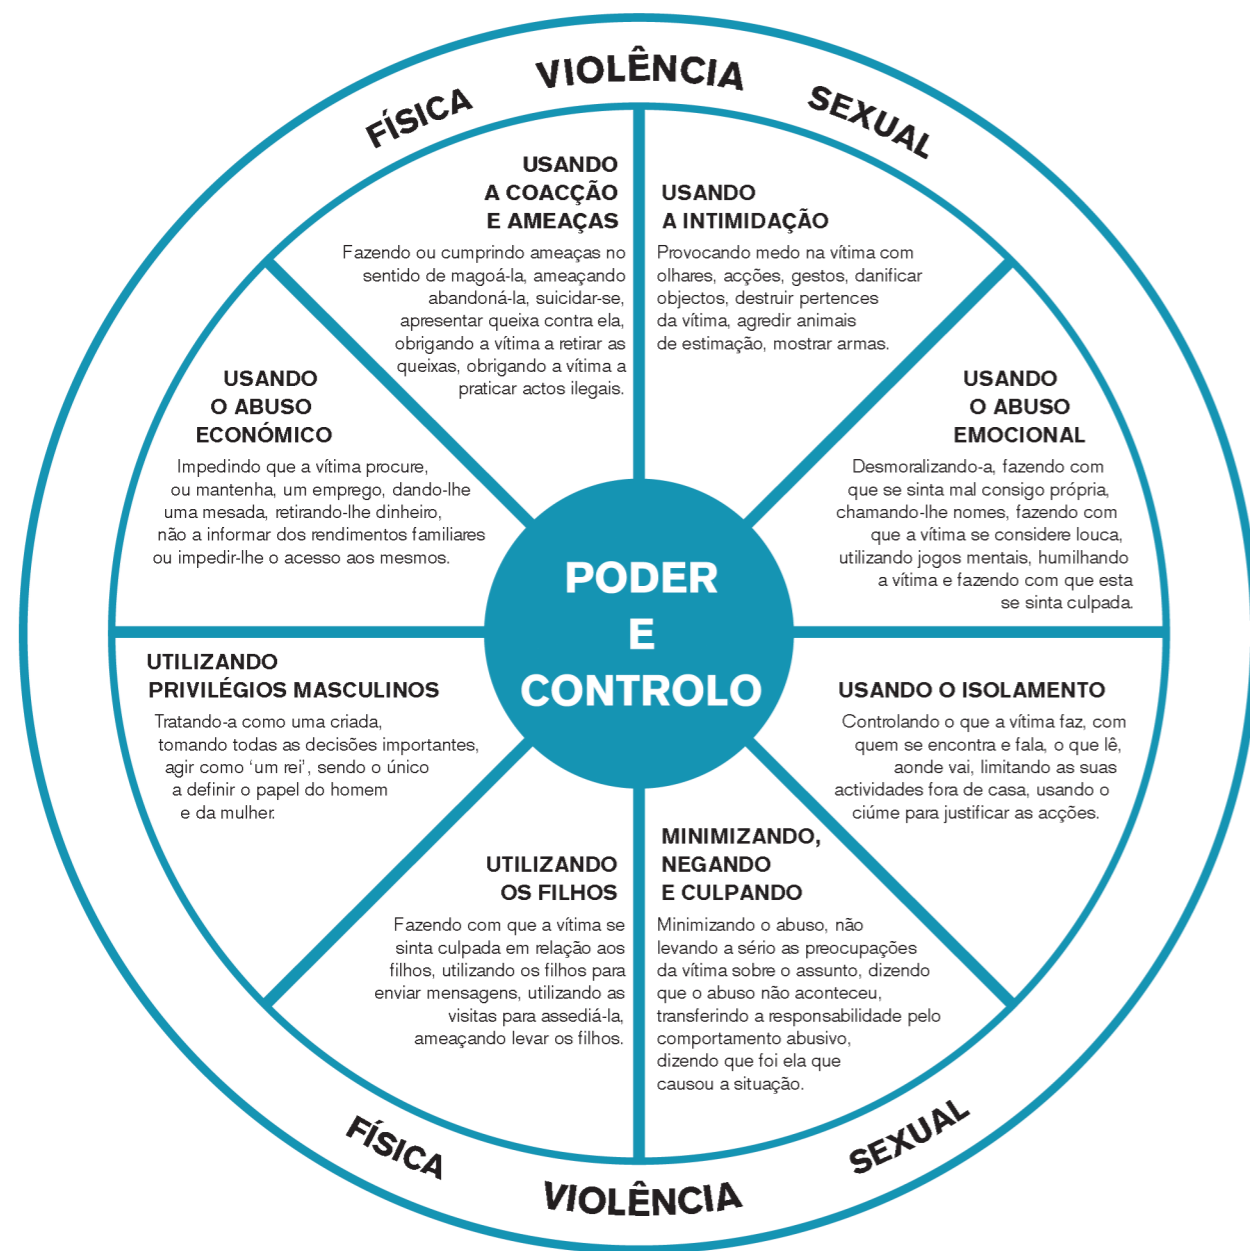 FÍSICA
VIOLÊNCIA
SEXUAL
USANDO
A COACÇÃO
E AMEAÇAS
Fazendo ou cumprindo ameaças no
sentido de magoá-la, ameaçando
abandoná-la, suicidar-se,
apresentar queixa contra ela,
obrigando a vítima a retirar as
queixas, obrigando a vítima a
praticar actos ilegais.
USANDO
A INTIMIDAÇÃO
Provocando medo na vítima com
olhares, acções, gestos, danificar
objectos, destruir pertences
da vítima, agredir animais
de estimação, mostrar armas.
USANDO
O ABUSO
ECONÓMICO
Impedindo que a vítima procure,
ou mantenha, um emprego, dando-lhe
uma mesada, retirando-lhe dinheiro,
não a informar dos rendimentos familiares
ou impedir-lhe o acesso aos mesmos.
USANDO
O ABUSO
EMOCIONAL
Desmoralizando-a, fazendo com
que se sinta mal consigo própria,
chamando-lhe nomes, fazendo com
que a vítima se considere louca,
utilizando jogos mentais, humilhando
a vítima e fazendo com que esta
se sinta culpada.
PODER
E
CONTROLO
UTILIZANDO
PRIVILÉGIOS MASCULINOS
Tratando-a como uma criada,
tomando todas as decisões importantes,
agir como ‘um rei’, sendo o único
a definir o papel do homem
e da mulher.
USANDO O ISOLAMENTO
Controlando o que a vítima faz, com
quem se encontra e fala, o que lê,
aonde vai, limitando as suas
actividades fora de casa, usando o
ciúme para justificar as acções.
UTILIZANDO
OS FILHOS
Fazendo com que a vítima se
sinta culpada em relação aos
filhos, utilizando os filhos para
enviar mensagens, utilizando as
visitas para assediá-la,
ameaçando levar os filhos.
MINIMIZANDO,
NEGANDO
E CULPANDO
Minimizando o abuso, não
levando a sério as preocupações
da vítima sobre o assunto, dizendo
que o abuso não aconteceu,
transferindo a responsabilidade pelo
comportamento abusivo,
dizendo que foi ela que
causou a situação.
FÍSICA
VIOLÊNCIA
SEXUAL